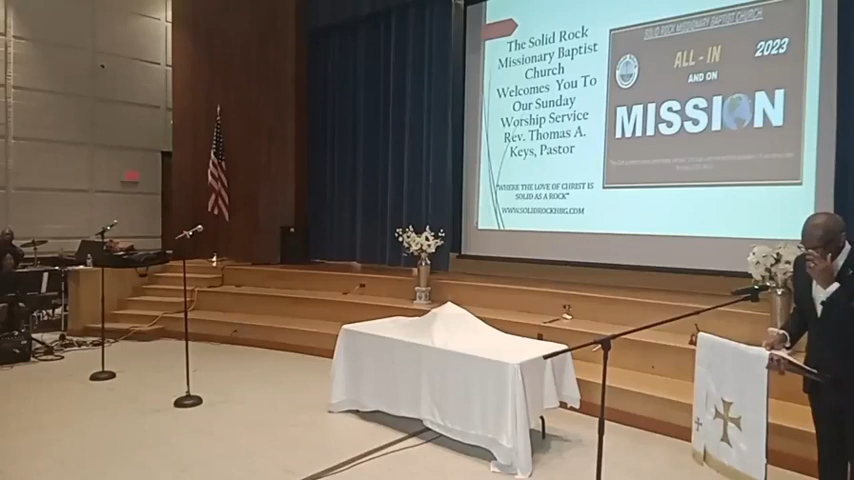 The Solid Rock
Missionary Baptist
Church
Welcomes You To
Our Sunday
Worship Service
Rev. Thomas A.
Keys, Pastor
"WHERE THE LOVE OF CHRIST IS
SOLID AS A ROCK"
WWW.SOLIDROCKHBG.COM
SOLID ROCK MISSIONARY BAPTIST CHURCH
ALL - IN 2023
AND ON
MISSION